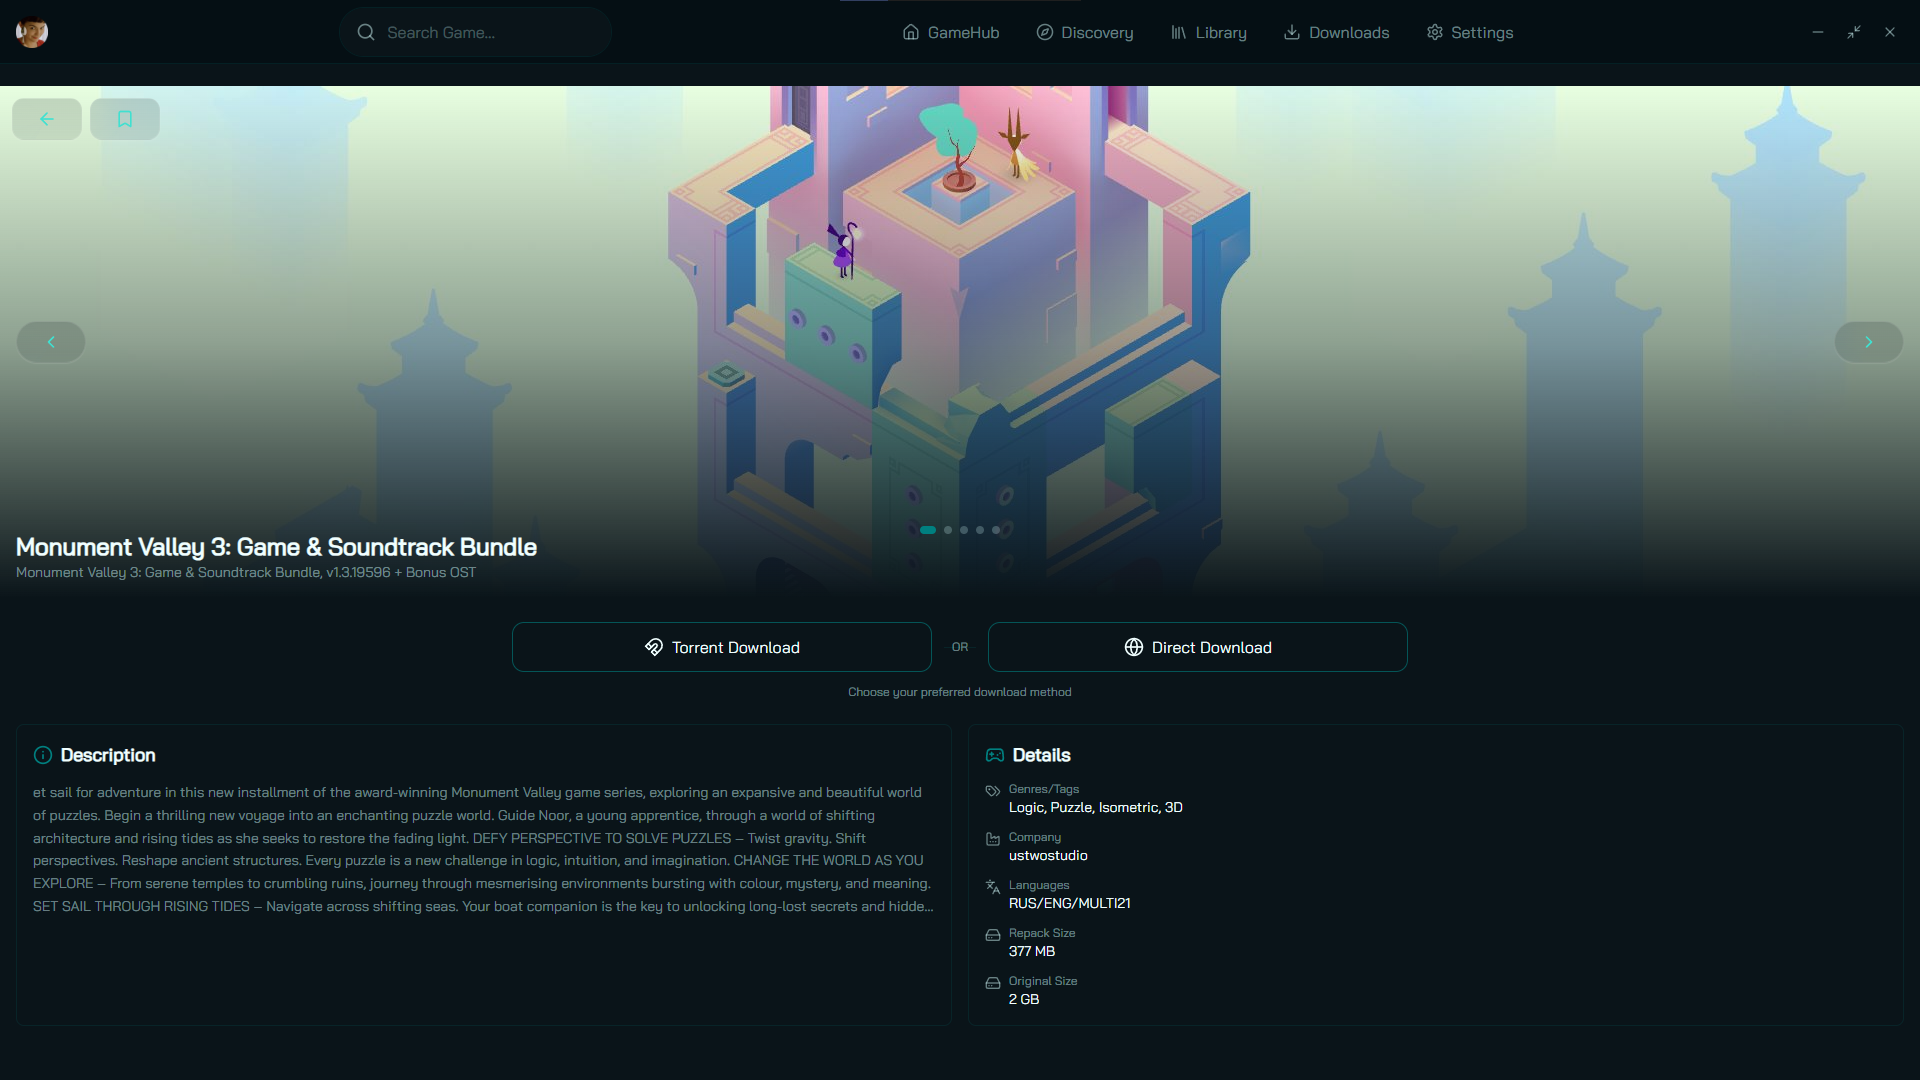 Search Game...
GameHub
Discovery
Library
Downloads
Settings
Monument Valley 3: Game & Soundtrack Bundle
Monument Valley 3: Game & Soundtrack Bundle, v1.3.19596 + Bonus OST
Torrent Download
OR
Direct Download
Choose your preferred download method
Description
et sail for adventure in this new installment of the award-winning Monument Valley game series, exploring an expansive and beautiful world
of puzzles. Begin a thrilling new voyage into an enchanting puzzle world. Guide Noor, a young apprentice, through a world of shifting
architecture and rising tides as she seeks to restore the fading light. DEFY PERSPECTIVE TO SOLVE PUZZLES – Twist gravity. Shift
perspectives. Reshape ancient structures. Every puzzle is a new challenge in logic, intuition, and imagination. CHANGE THE WORLD AS YOU
EXPLORE – From serene temples to crumbling ruins, journey through mesmerising environments bursting with colour, mystery, and meaning.
SET SAIL THROUGH RISING TIDES – Navigate across shifting seas. Your boat companion is the key to unlocking long-lost secrets and hidde...
Details
Genres/Tags
Logic, Puzzle, Isometric, 3D
Company
ustwostudio
Languages
RUS/ENG/MULTI21
Repack Size
377 MB
Original Size
2 GB